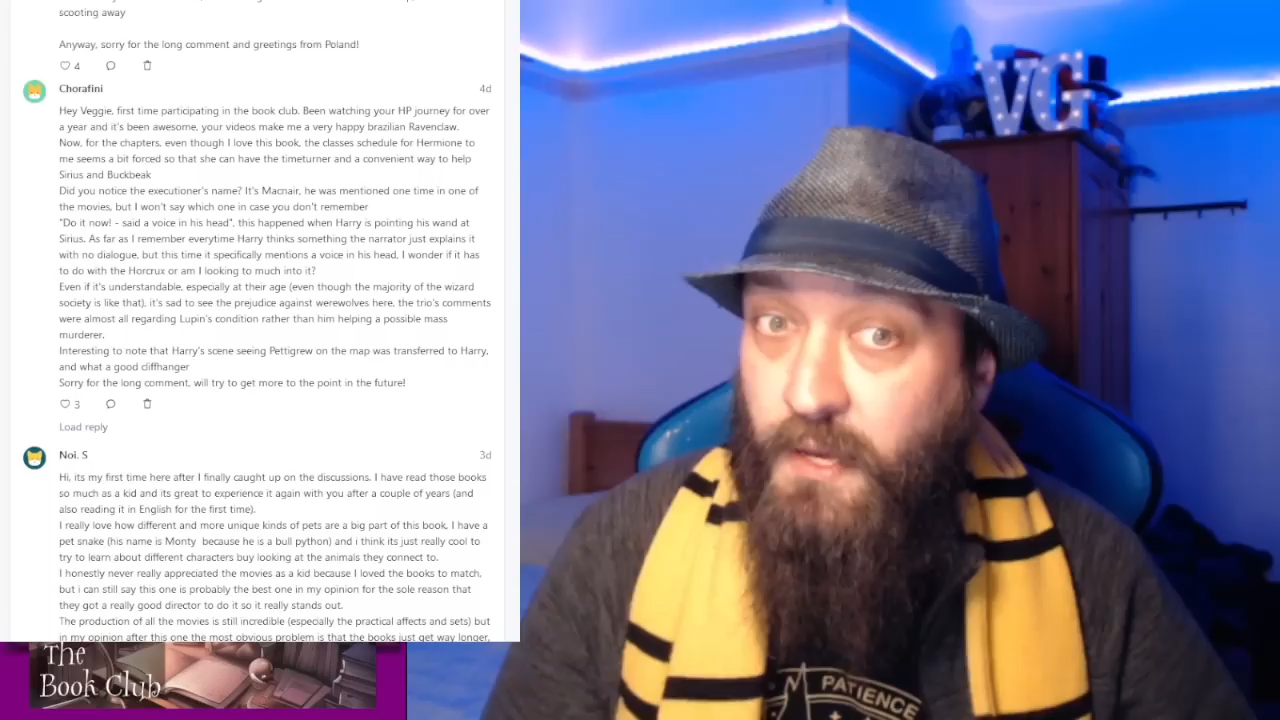 scooting away
Anyway, sorry for the long comment and greetings from Poland!
4
Chorafini
4d
Hey Veggie, first time participating in the book club. Been watching your HP journey for over
a year and it's been awesome, your videos make me a very happy brazilian Ravenclaw.
Now, for the chapters, even though I love this book, the classes schedule for Hermione to
me seems a bit forced so that she can have the timeturner and a convenient way to help
Sirius and Buckbeak
Did you notice the executioner's name? It's Macnair, he was mentioned one time in one of
the movies, but I won't say which one in case you don't remember
"Do it now! - said a voice in his head", this happened when Harry is pointing his wand at
Sirius. As far as I remember everytime Harry thinks something the narrator just explains it
with no dialogue, but this time it specifically mentions a voice in his head, I wonder if it has
to do with the Horcrux or am I looking to much into it?
Even if it's understandable, especially at their age (even though the majority of the wizard
society is like that), it's sad to see the prejudice against werewolves here, the trio's comments
were almost all regarding Lupin's condition rather than him helping a possible mass
murderer.
Interesting to note that Harry's scene seeing Pettigrew on the map was transferred to Harry,
and what a good cliffhanger
Sorry for the long comment, will try to get more to the point in the future!
3
Load reply
Noi. S
3d
Hi, its my first time here after I finally caught up on the discussions. I have read those books
so much as a kid and its great to experience it again with you after a couple of years (and
also reading it in English for the first time).
I really love how different and more unique kinds of pets are a big part of this book, I have a
pet snake (his name is Monty because he is a bull python) and i think its just really cool to
try to learn about different characters buy looking at the animals they connect to.
I honestly never really appreciated the movies as a kid because I loved the books to match,
but i can still say this one is probably the best one in my opinion for the sole reason that
they got a really good director to do it so it really stands out.
The production of all the movies is still incredible (especially the practical affects and sets) but
in my opinion after this one the most obvious problem is that the books just get way longer,
The
Book Club
VG
PATIENCE